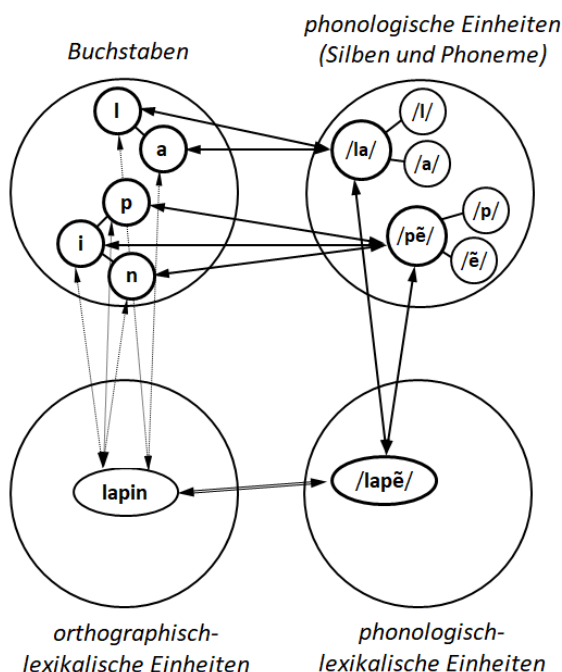 Buchstaben
phonologische Einheiten
(Silben und Phoneme)
l
a
p
i
n
/la/
/l/
/a/
/pẽ/
/p/
/ẽ/
lapin
/lapẽ/
orthographisch-
lexikalische Einheiten
phonologisch-
lexikalische Einheiten